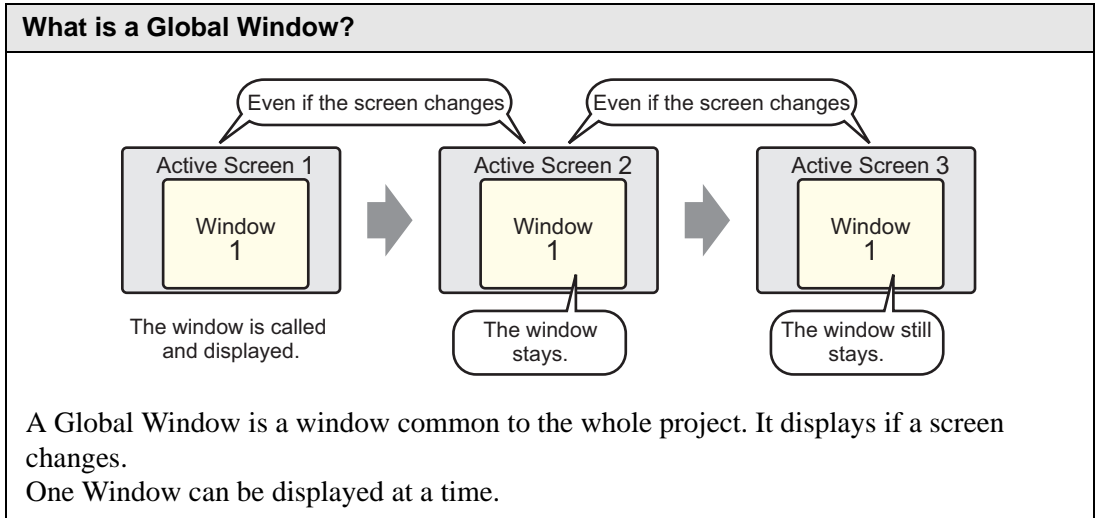 What is a Global Window?
Even if the screen changes
Even if the screen changes
Active Screen 1
Active Screen 2
Active Screen 3
Window
1
Window
1
Window
1
The window is called
and displayed.
The window
stays.
The window still
stays.
A Global Window is a window common to the whole project. It displays if a screen
changes.
One Window can be displayed at a time.